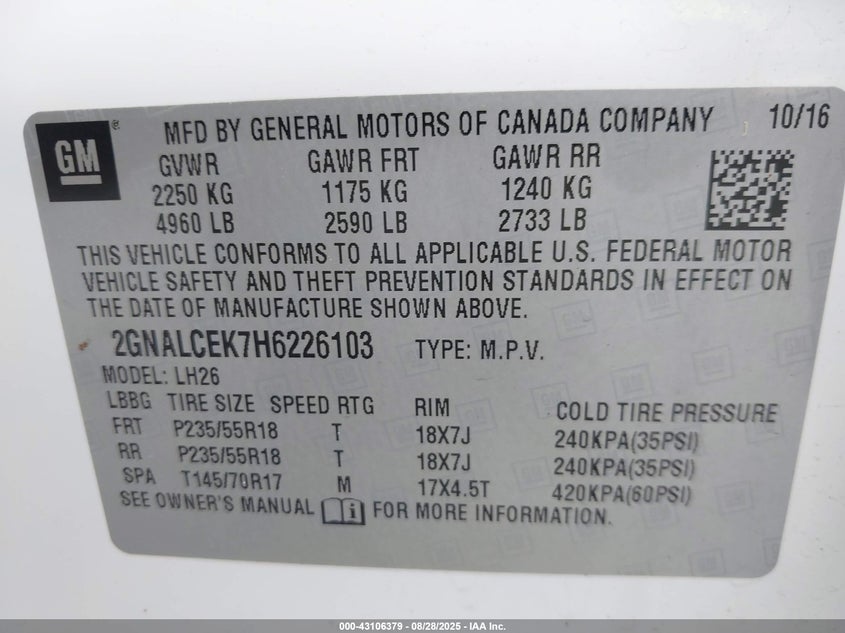 GM® MFD BY GENERAL MOTORS OF CANADA COMPANY 10/16
GVWR GAWR FRT GAWR RR
2250 KG 1175 KG 1240 KG
4960 LB 2590 LB 2733 LB
THIS VEHICLE CONFORMS TO ALL APPLICABLE U.S. FEDERAL MOTOR
VEHICLE SAFETY AND THEFT PREVENTION STANDARDS IN EFFECT ON
THE DATE OF MANUFACTURE SHOWN ABOVE.
2GNALCEK7H6226103 TYPE: M.P.V.
MODEL: LH26
LBBG TIRE SIZE SPEED RTG RIM COLD TIRE PRESSURE
FRT P235/55R18 T 18X7J 240KPA(35PSI)
RR P235/55R18 T 18X7J 240KPA(35PSI)
SPA T145/70R17 M 17X4.5T 420KPA(60PSI)
SEE OWNER'S MANUAL i FOR MORE INFORMATION.
000-43106379 | 08/28/2025 - IAA Inc.